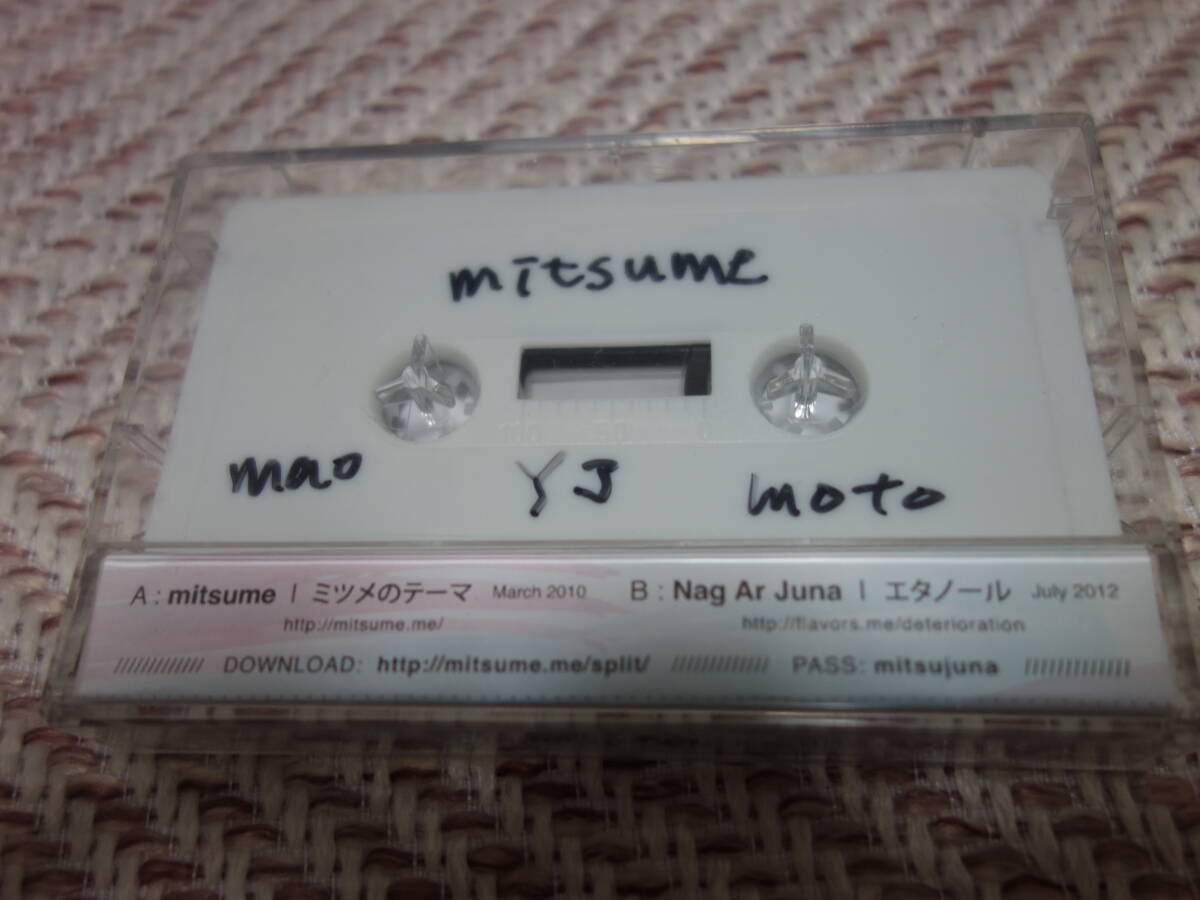 mitsume
mao YJ moto
A : mitsume | ミツメのテーマ March 2010 B : Nag Ar Juna | エタノール July 2012
http://mitsume.me/ http://flavors.me/deterioration
///////////// DOWNLOAD: http://mitsume.me/split/ ///////////// PASS: mitsujuna /////////////